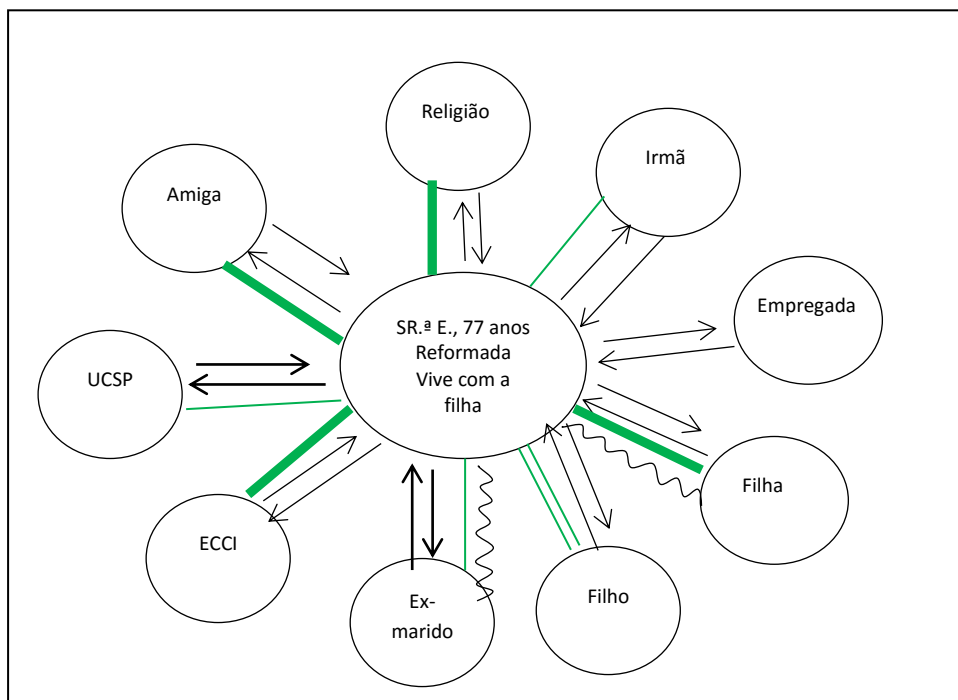 Religião
Irmã
Amiga
Empregada
SR.ª E., 77 anos
Reformada
Vive com a
filha
UCSP
Filha
ECCI
Ex-
marido
Filho